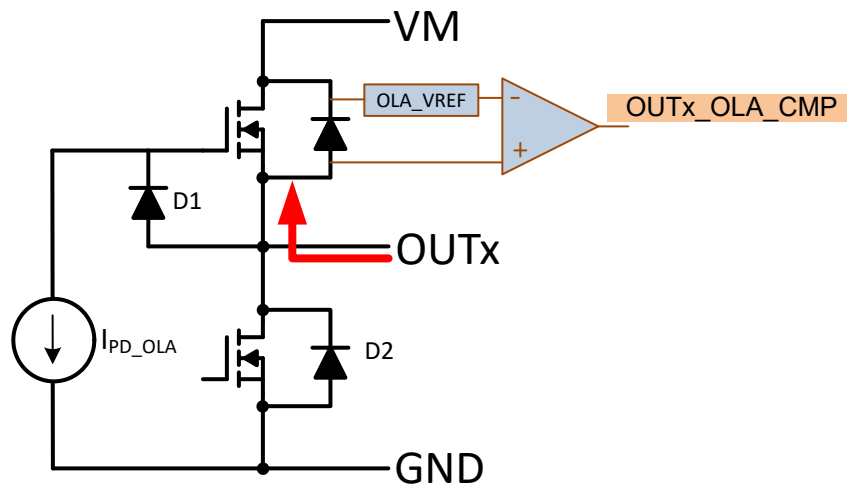 VM
OLA_VREF
-
+
OUTx_OLA_CMP
D1
OUTx
IPD_OLA
D2
GND